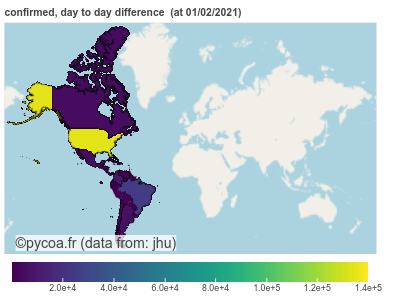 confirmed, day to day difference  (at 01/02/2021)
©pycoa.fr (data from: jhu)
2.0e+4 4.0e+4 6.0e+4 8.0e+4 1.0e+5 1.2e+5 1.4e+5